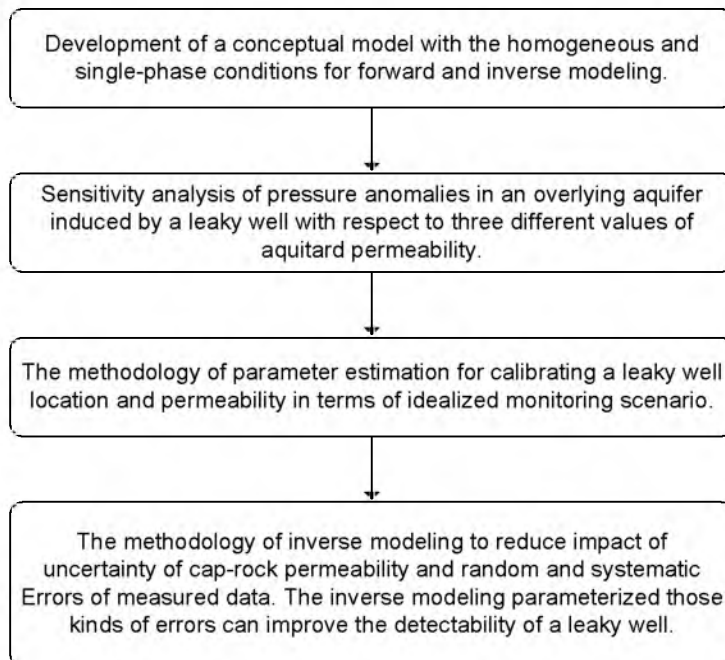 Development of a conceptual model with the homogeneous and
single-phase conditions for forward and inverse modeling.
Sensitivity analysis of pressure anomalies in an overlying aquifer
induced by a leaky well with respect to three different values of
aquitard permeability.
The methodology of parameter estimation for calibrating a leaky well
location and permeability in terms of idealized monitoring scenario.
The methodology of inverse modeling to reduce impact of
uncertainty of cap-rock permeability and random and systematic
Errors of measured data. The inverse modeling parameterized those
kinds of errors can improve the detectability of a leaky well.